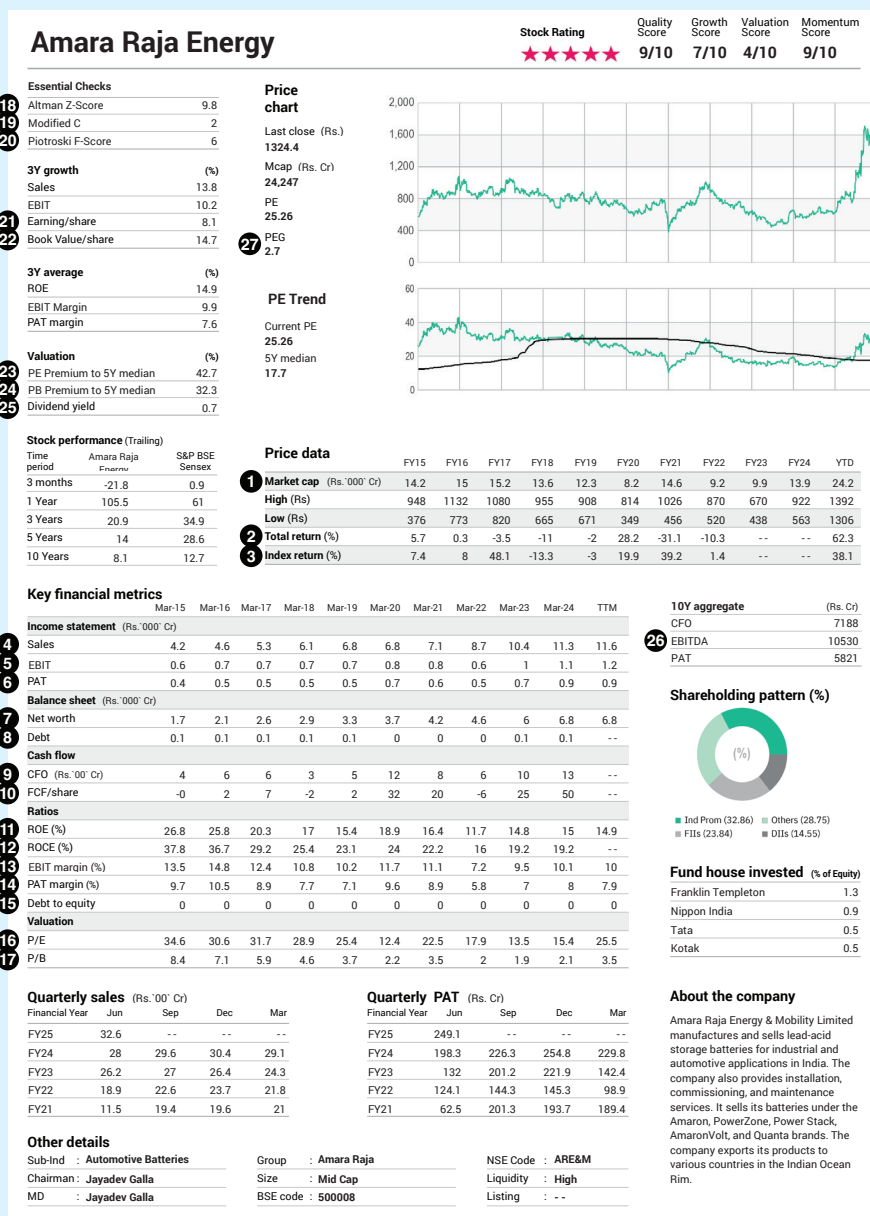 Amara Raja Energy
Stock Rating
★★★★★
Quality Score 9/10
Growth Score 7/10
Valuation Score 4/10
Momentum Score 9/10
Essential Checks
18 Altman Z-Score 9.8
19 Modified C 2
20 Piotroski F-Score 6
3Y growth (%)
Sales 13.8
EBIT 10.2
21 Earning/share 8.1
22 Book Value/share 14.7
3Y average (%)
ROE 14.9
EBIT Margin 9.9
PAT margin 7.6
Valuation (%)
23 PE Premium to 5Y median 42.7
24 PB Premium to 5Y median 32.3
25 Dividend yield 0.7
Stock performance (Trailing)
Time period Amara Raja Energy S&P BSE Sensex
3 months -21.8 0.9
1 Year 105.5 61
3 Years 20.9 34.9
5 Years 14 28.6
10 Years 8.1 12.7
Price chart
Last close (Rs.)
1324.4
Mcap (Rs. Cr)
24,247
PE
25.26
27 PEG
2.7
2,000
1,600
1,200
800
400
0
PE Trend
Current PE
25.26
5Y median
17.7
60
40
20
0
Price data
FY15 FY16 FY17 FY18 FY19 FY20 FY21 FY22 FY23 FY24 YTD
1 Market cap (Rs.'000' Cr) 14.2 15 15.2 13.6 12.3 8.2 14.6 9.2 9.9 13.9 24.2
High (Rs) 948 1132 1080 955 908 814 1026 870 670 922 1392
Low (Rs) 376 773 820 665 671 349 456 520 438 563 1306
2 Total return (%) 5.7 0.3 -3.5 -11 -2 28.2 -31.1 -10.3 -- -- 62.3
3 Index return (%) 7.4 8 48.1 -13.3 -3 19.9 39.2 1.4 -- -- 38.1
Key financial metrics
Mar-15 Mar-16 Mar-17 Mar-18 Mar-19 Mar-20 Mar-21 Mar-22 Mar-23 Mar-24 TTM
Income statement (Rs.`000' Cr)
4 Sales 4.2 4.6 5.3 6.1 6.8 6.8 7.1 8.7 10.4 11.3 11.6
5 EBIT 0.6 0.7 0.7 0.7 0.7 0.8 0.8 0.6 1 1.1 1.2
6 PAT 0.4 0.5 0.5 0.5 0.5 0.7 0.6 0.5 0.7 0.9 0.9
Balance sheet (Rs.`000' Cr)
7 Net worth 1.7 2.1 2.6 2.9 3.3 3.7 4.2 4.6 6 6.8 6.8
8 Debt 0.1 0.1 0.1 0.1 0.1 0 0 0 0.1 0.1 --
Cash flow
9 CFO (Rs.`00' Cr) 4 6 6 3 5 12 8 6 10 13 --
10 FCF/share -0 2 7 -2 2 32 20 -6 25 50 --
Ratios
11 ROE (%) 26.8 25.8 20.3 17 15.4 18.9 16.4 11.7 14.8 15 14.9
12 ROCE (%) 37.8 36.7 29.2 25.4 23.1 24 22.2 16 19.2 19.2 --
13 EBIT margin (%) 13.5 14.8 12.4 10.8 10.2 11.7 11.1 7.2 9.5 10.1 10
14 PAT margin (%) 9.7 10.5 8.9 7.7 7.1 9.6 8.9 5.8 7 8 7.9
15 Debt to equity 0 0 0 0 0 0 0 0 0 0 0
Valuation
16 P/E 34.6 30.6 31.7 28.9 25.4 12.4 22.5 17.9 13.5 15.4 25.5
17 P/B 8.4 7.1 5.9 4.6 3.7 2.2 3.5 2 1.9 2.1 3.5
10Y aggregate (Rs. Cr)
CFO 7188
26 EBITDA 10530
PAT 5821
Shareholding pattern (%)
(%)
Ind Prom (32.86) Others (28.75)
FIIs (23.84) DIIs (14.55)
Fund house invested (% of Equity)
Franklin Templeton 1.3
Nippon India 0.9
Tata 0.5
Kotak 0.5
Quarterly sales (Rs.`00' Cr)
Financial Year Jun Sep Dec Mar
FY25 32.6 -- -- --
FY24 28 29.6 30.4 29.1
FY23 26.2 27 26.4 24.3
FY22 18.9 22.6 23.7 21.8
FY21 11.5 19.4 19.6 21
Quarterly PAT (Rs. Cr)
Financial Year Jun Sep Dec Mar
FY25 249.1 -- -- --
FY24 198.3 226.3 254.8 229.8
FY23 132 201.2 221.9 142.4
FY22 124.1 144.3 145.3 98.9
FY21 62.5 201.3 193.7 189.4
About the company
Amara Raja Energy & Mobility Limited
manufactures and sells lead-acid
storage batteries for industrial and
automotive applications in India. The
company also provides installation,
commissioning, and maintenance
services. It sells its batteries under the
Amaron, PowerZone, Power Stack,
AmaronVolt, and Quanta brands. The
company exports its products to
various countries in the Indian Ocean
Rim.
Other details
Sub-Ind : Automotive Batteries
Chairman : Jayadev Galla
MD : Jayadev Galla
Group : Amara Raja
Size : Mid Cap
BSE code : 500008
NSE Code : ARE&M
Liquidity : High
Listing : --